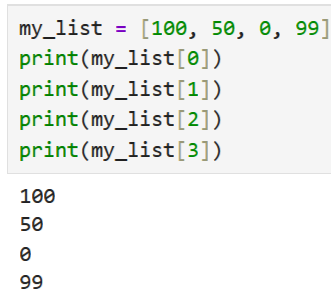 my_list = [100, 50, 0, 99]
print(my_list[0])
print(my_list[1])
print(my_list[2])
print(my_list[3])
100
50
0
99